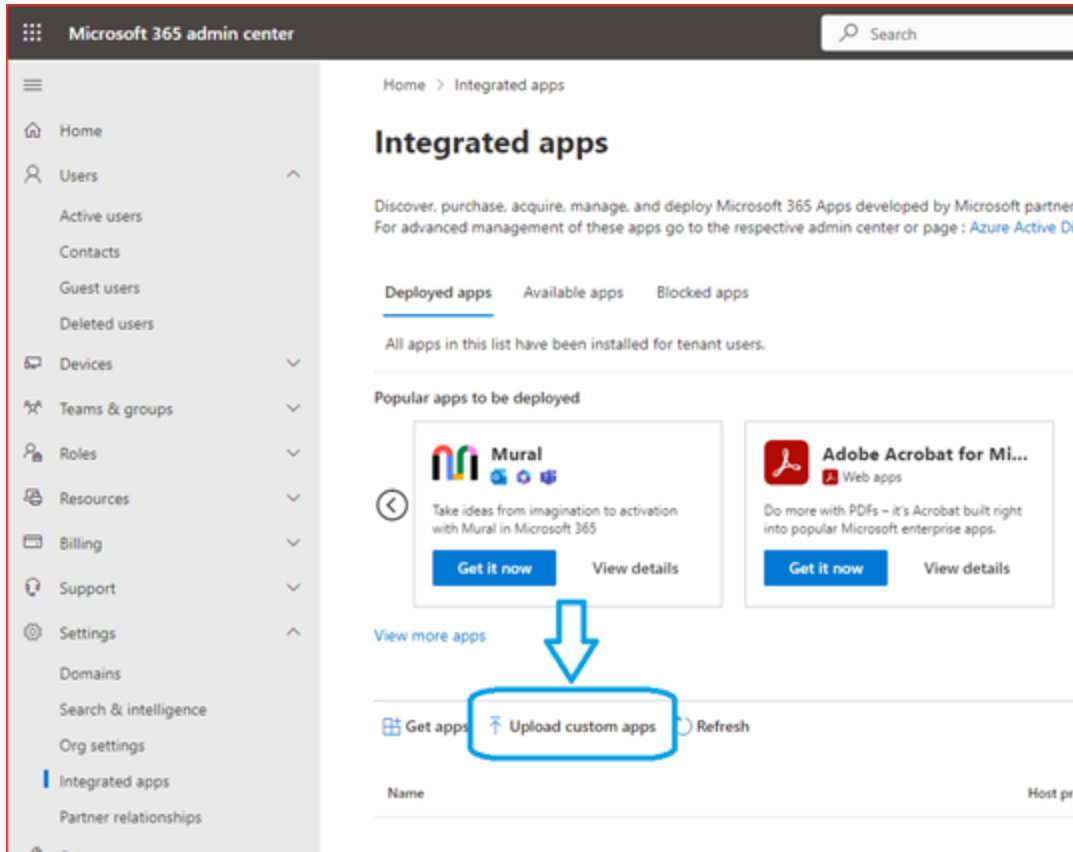 Microsoft 365 admin center
Search
Home
Users
Active users
Contacts
Guest users
Deleted users
Devices
Teams & groups
Roles
Resources
Billing
Support
Settings
Domains
Search & intelligence
Org settings
Integrated apps
Partner relationships
Home > Integrated apps
Integrated apps
Discover, purchase, acquire, manage, and deploy Microsoft 365 Apps developed by Microsoft partner
For advanced management of these apps go to the respective admin center or page : Azure Active Di
Deployed apps Available apps Blocked apps
All apps in this list have been installed for tenant users.
Popular apps to be deployed
Mural
Take ideas from imagination to activation
with Mural in Microsoft 365
Get it now View details
Adobe Acrobat for Mi...
Web apps
Do more with PDFs – it's Acrobat built right
into popular Microsoft enterprise apps.
Get it now View details
View more apps
Get apps Upload custom apps Refresh
Name Host pr